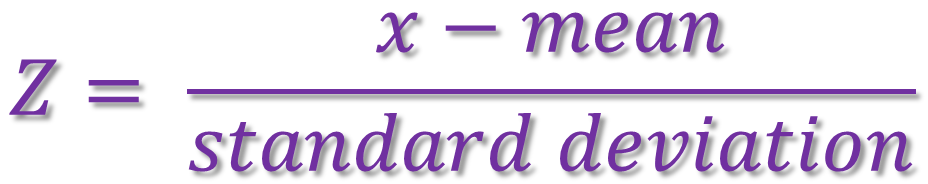 x − mean
Z =
standard deviation